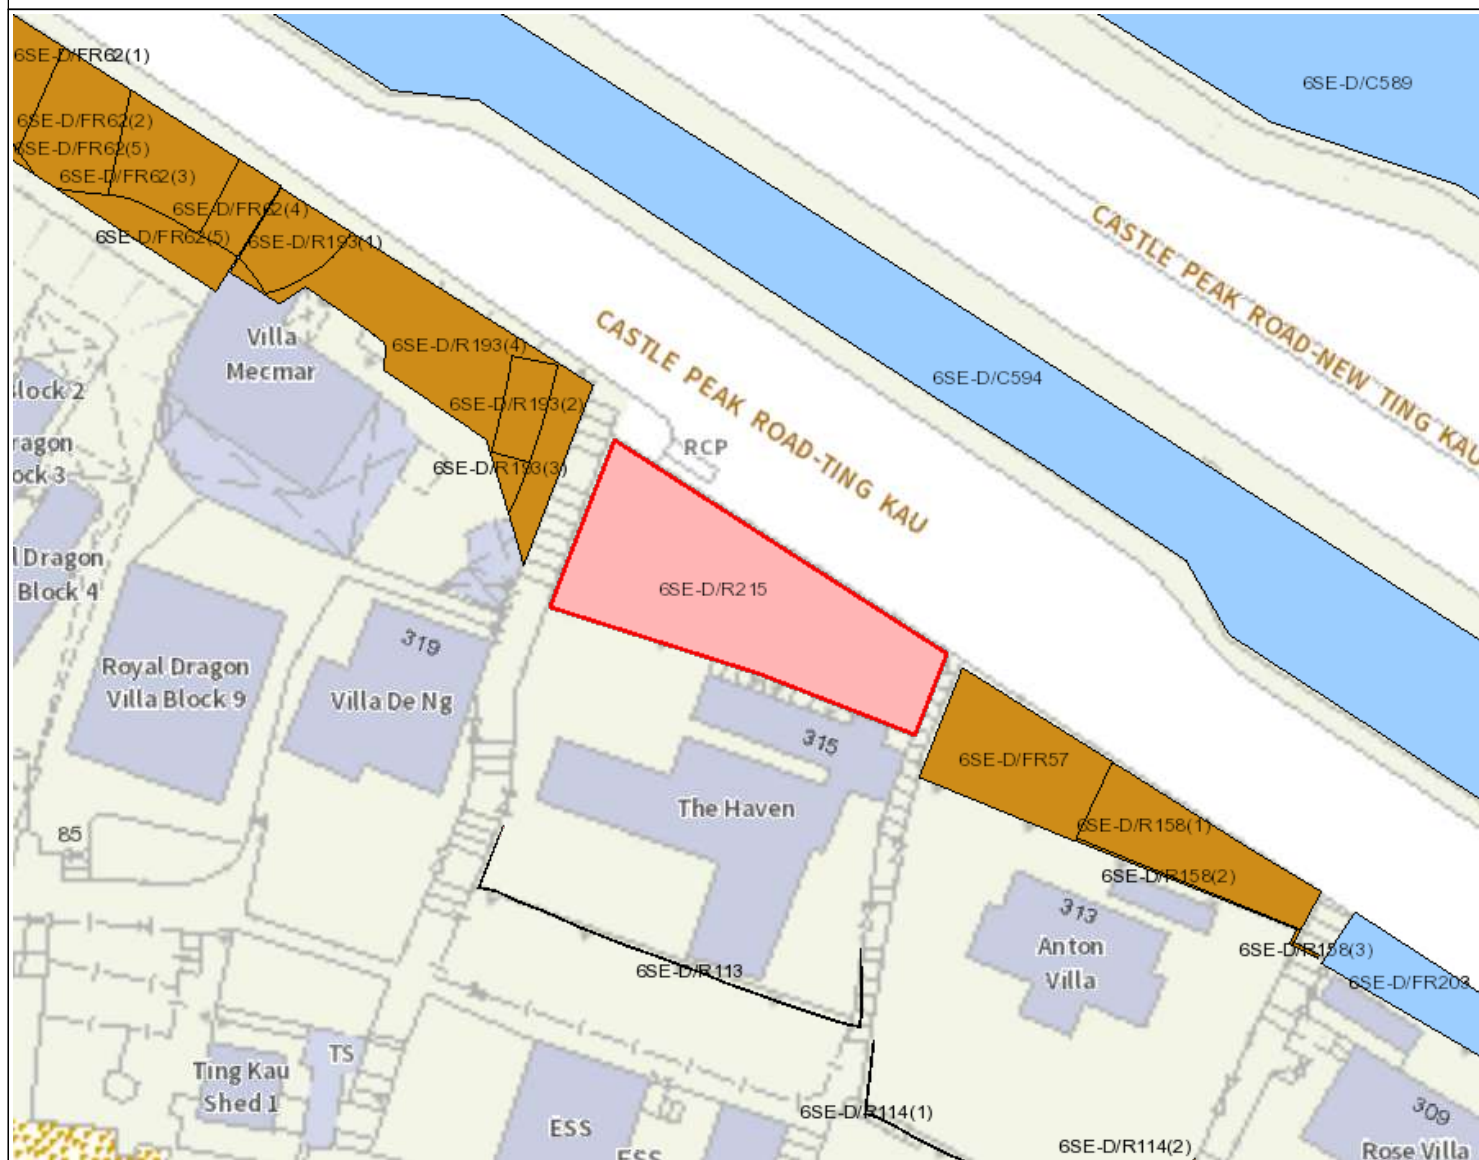 6SE-D/FR62(1)
6SE-D/C589
6SE-D/FR62(2)
6SE-D/FR62(5)
6SE-D/FR62(3)
6SE-D/FR62(4)
6SE-D/FR62(5)
6SE-D/R193(1)
CASTLE PEAK ROAD-NEW TING KAU
Villa
Mecmar
6SE-D/R193(4)
CASTLE PEAK ROAD-TING KAU
6SE-D/C594
Block 2
6SE-D/R193(2)
RCP
ragon
ock 3
6SE-D/R193(3)
l Dragon
Block 4
6SE-D/R215
319
Royal Dragon
Villa Block 9
Villa De Ng
315
6SE-D/FR57
The Haven
6SE-D/R158(1)
85
6SE-D/R158(2)
313
Anton
Villa
6SE-D/R158(3)
6SE-D/R113
6SE-D/FR203
TS
Ting Kau
Shed 1
6SE-D/R114(1)
309
ESS
6SE-D/R114(2)
Rose Villa
ESS